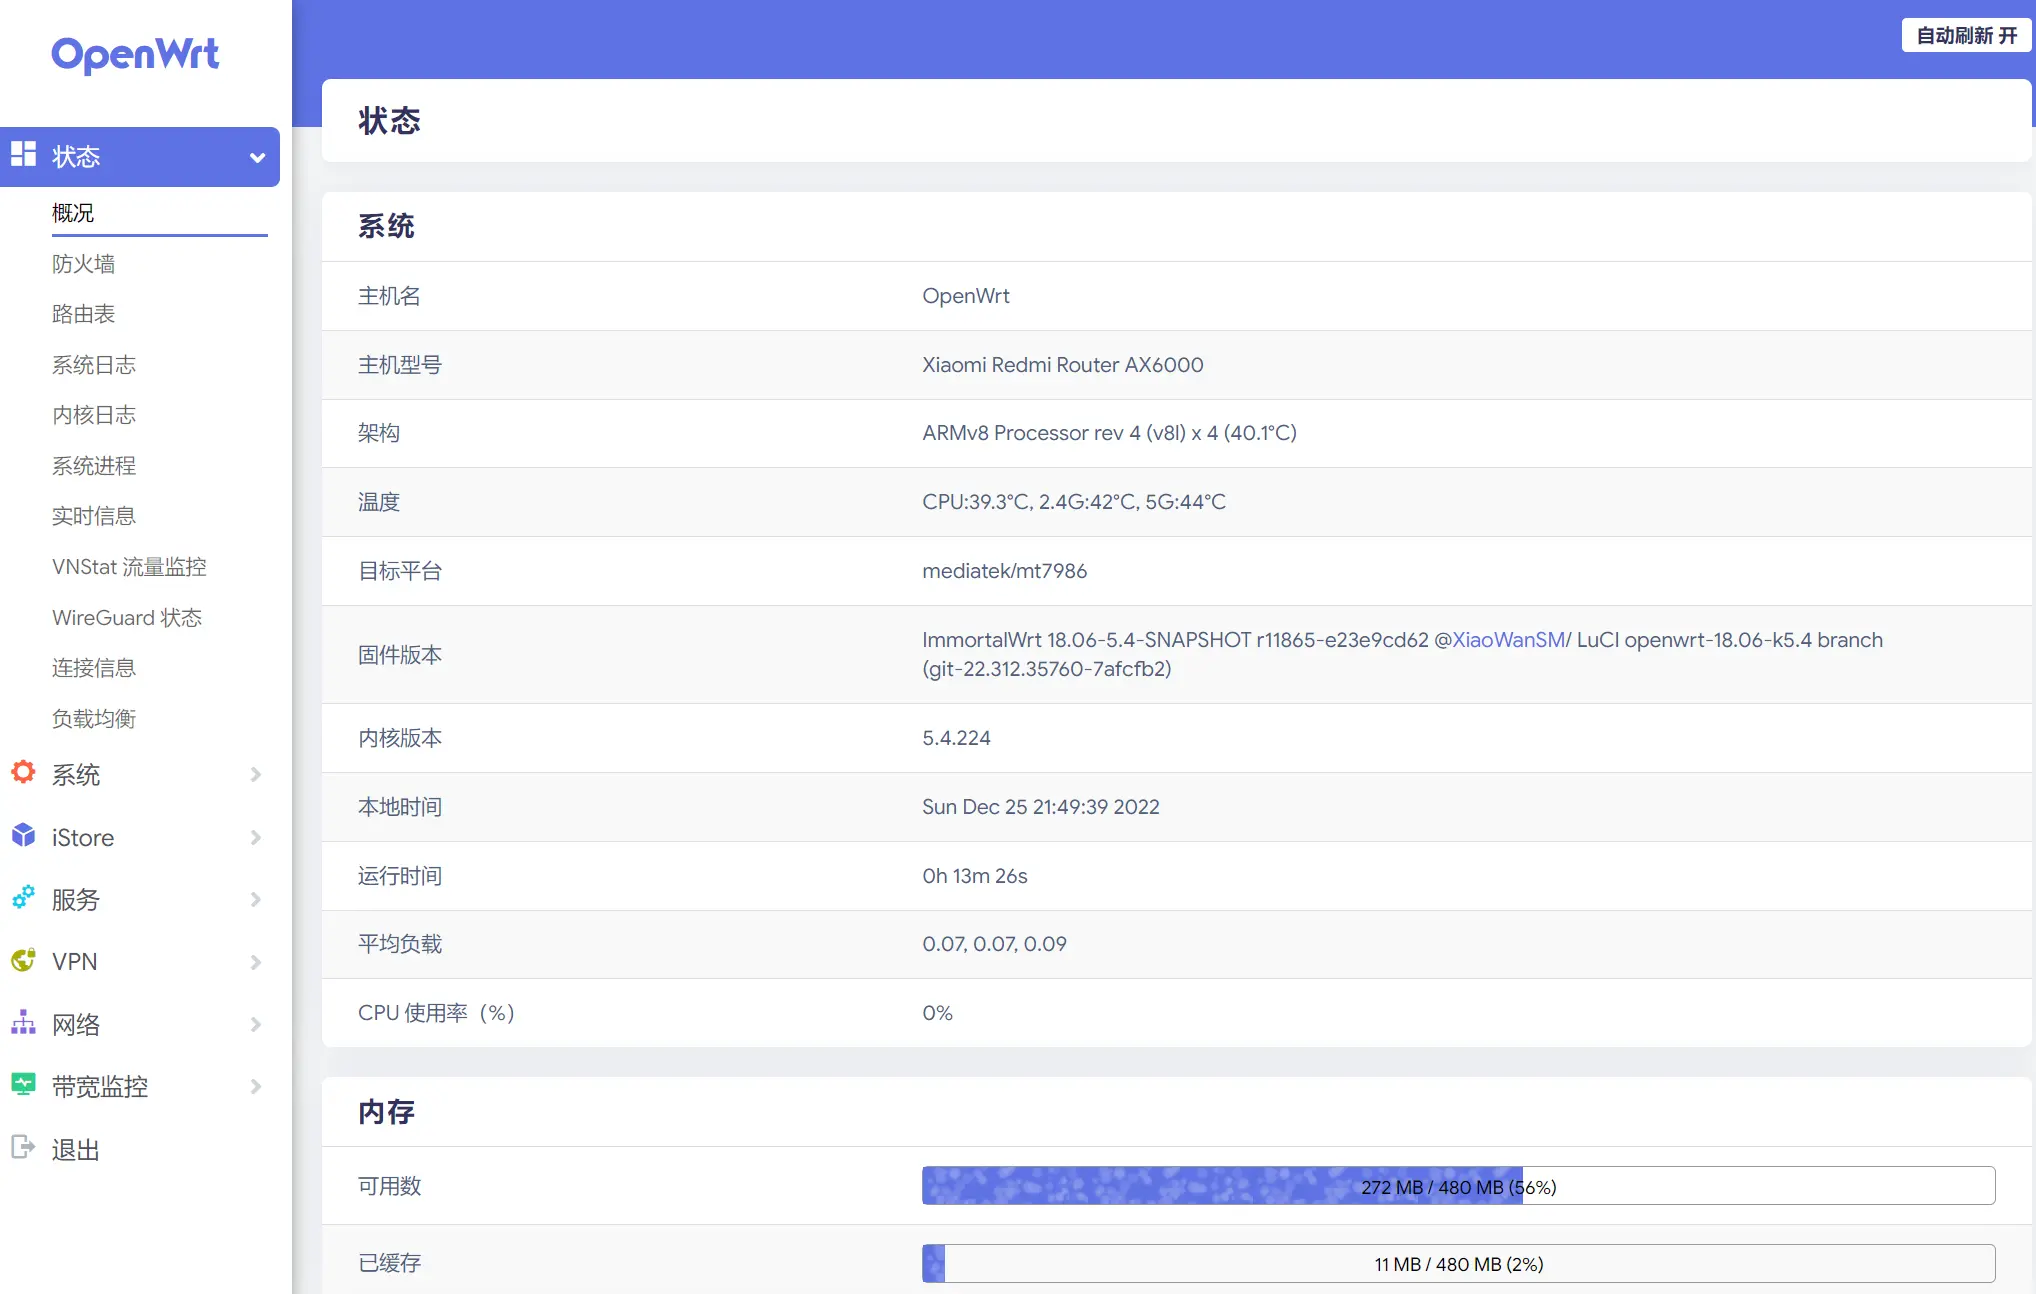 OpenWrt
自动刷新 开
状态
概况
防火墙
路由表
系统日志
内核日志
系统进程
实时信息
VNStat 流量监控
WireGuard 状态
连接信息
负载均衡
系统
iStore
服务
VPN
网络
带宽监控
退出
状态
系统
主机名 OpenWrt
主机型号 Xiaomi Redmi Router AX6000
架构 ARMv8 Processor rev 4 (v8l) x 4 (40.1°C)
温度 CPU:39.3°C, 2.4G:42°C, 5G:44°C
目标平台 mediatek/mt7986
固件版本 ImmortalWrt 18.06-5.4-SNAPSHOT r11865-e23e9cd62 @XiaoWanSM/ LuCI openwrt-18.06-k5.4 branch
(git-22.312.35760-7afcfb2)
内核版本 5.4.224
本地时间 Sun Dec 25 21:49:39 2022
运行时间 0h 13m 26s
平均负载 0.07, 0.07, 0.09
CPU 使用率（%） 0%
内存
可用数 272 MB / 480 MB (56%)
已缓存 11 MB / 480 MB (2%)